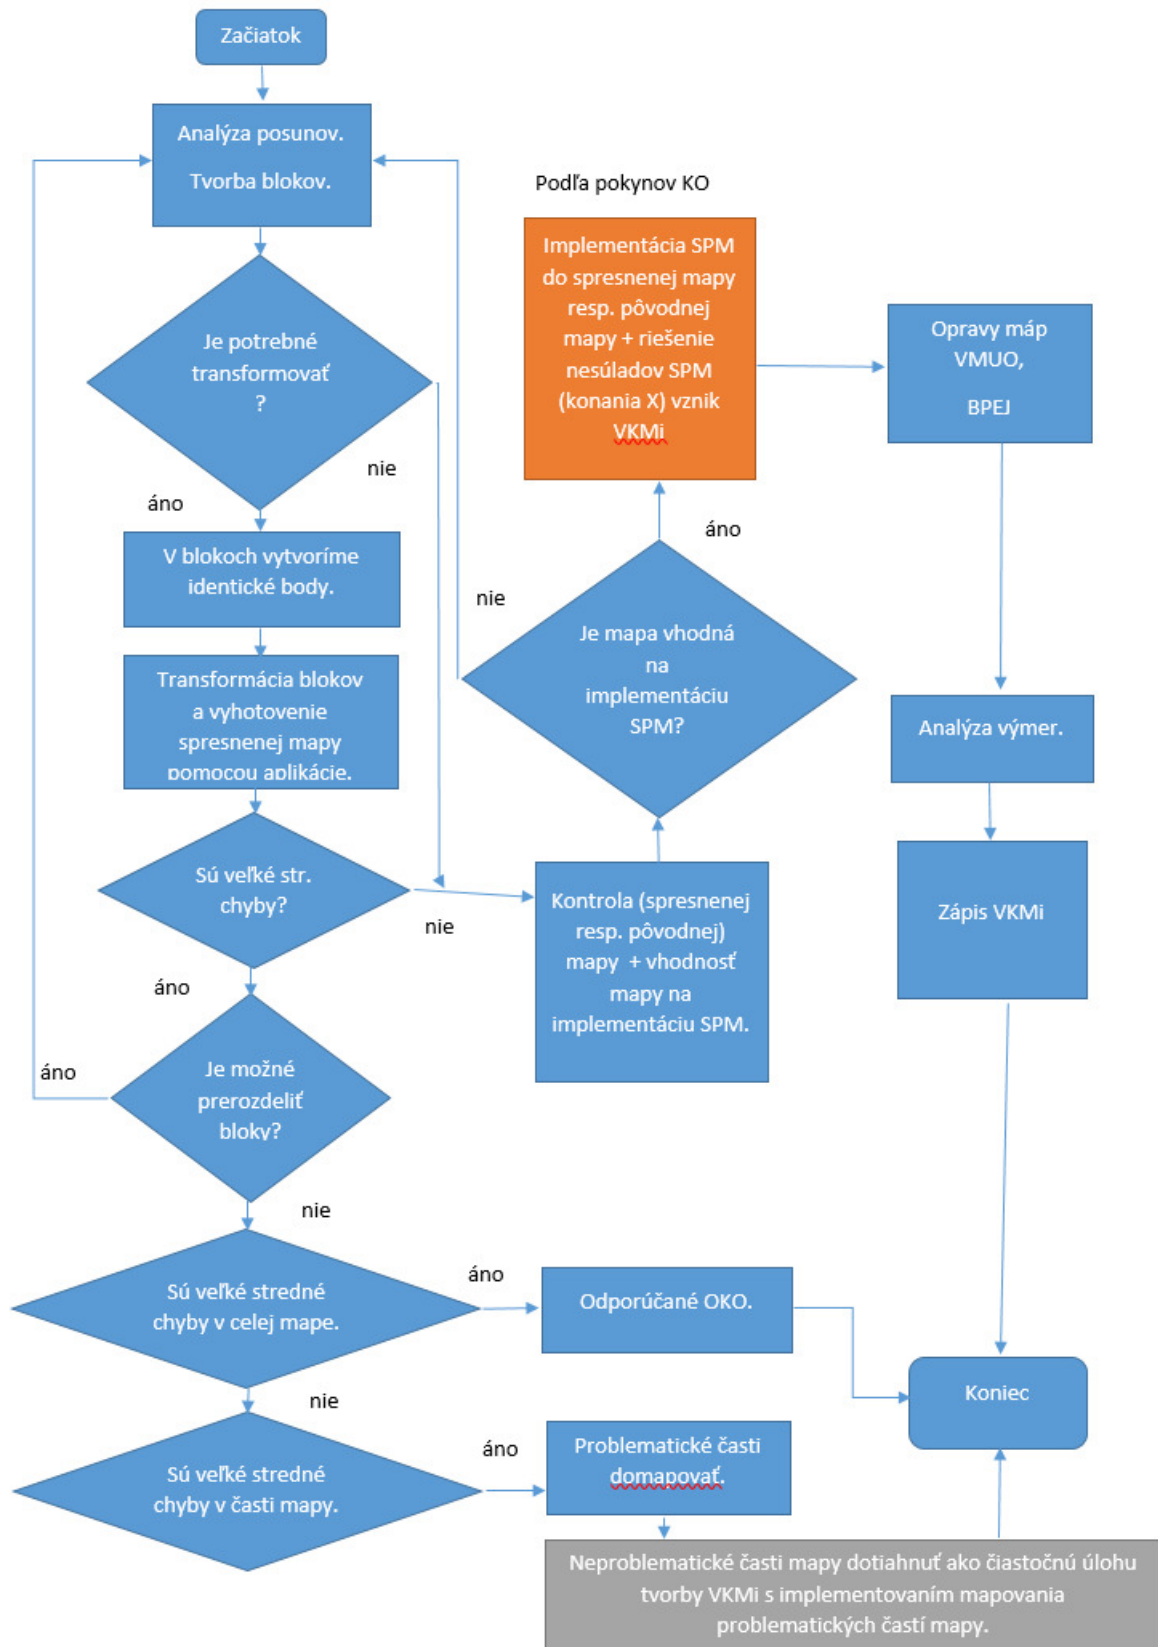 Začiatok
Analýza posunov.
Tvorba blokov.
Je potrebné
transformovať
?
nie
áno
V blokoch vytvoríme
identické body.
Transformácia blokov
a vyhotovenie
spresnenej mapy
pomocou aplikácie.
Sú veľké str.
chyby?
nie
áno
Je možné
prerozdeliť
bloky?
áno
nie
Sú veľké stredné
chyby v celej mape.
áno
Odporúčané OKO.
nie
Sú veľké stredné
chyby v časti mapy.
áno
Problematické časti
domapovať.
Neproblematické časti mapy dotiahnuť ako čiastočnú úlohu
tvorby VKMi s implementovaním mapovania
problematických častí mapy.
Kontrola (spresnenej
resp. pôvodnej)
mapy + vhodnosť
mapy na
implementáciu SPM.
Je mapa vhodná
na
implementáciu
SPM?
nie
áno
Podľa pokynov KO
Implementácia SPM
do spresnenej mapy
resp. pôvodnej
mapy + riešenie
nesúladov SPM
(konania X) vznik
VKMi
Opravy máp
VMUO,
BPEJ
Analýza výmer.
Zápis VKMi
Koniec